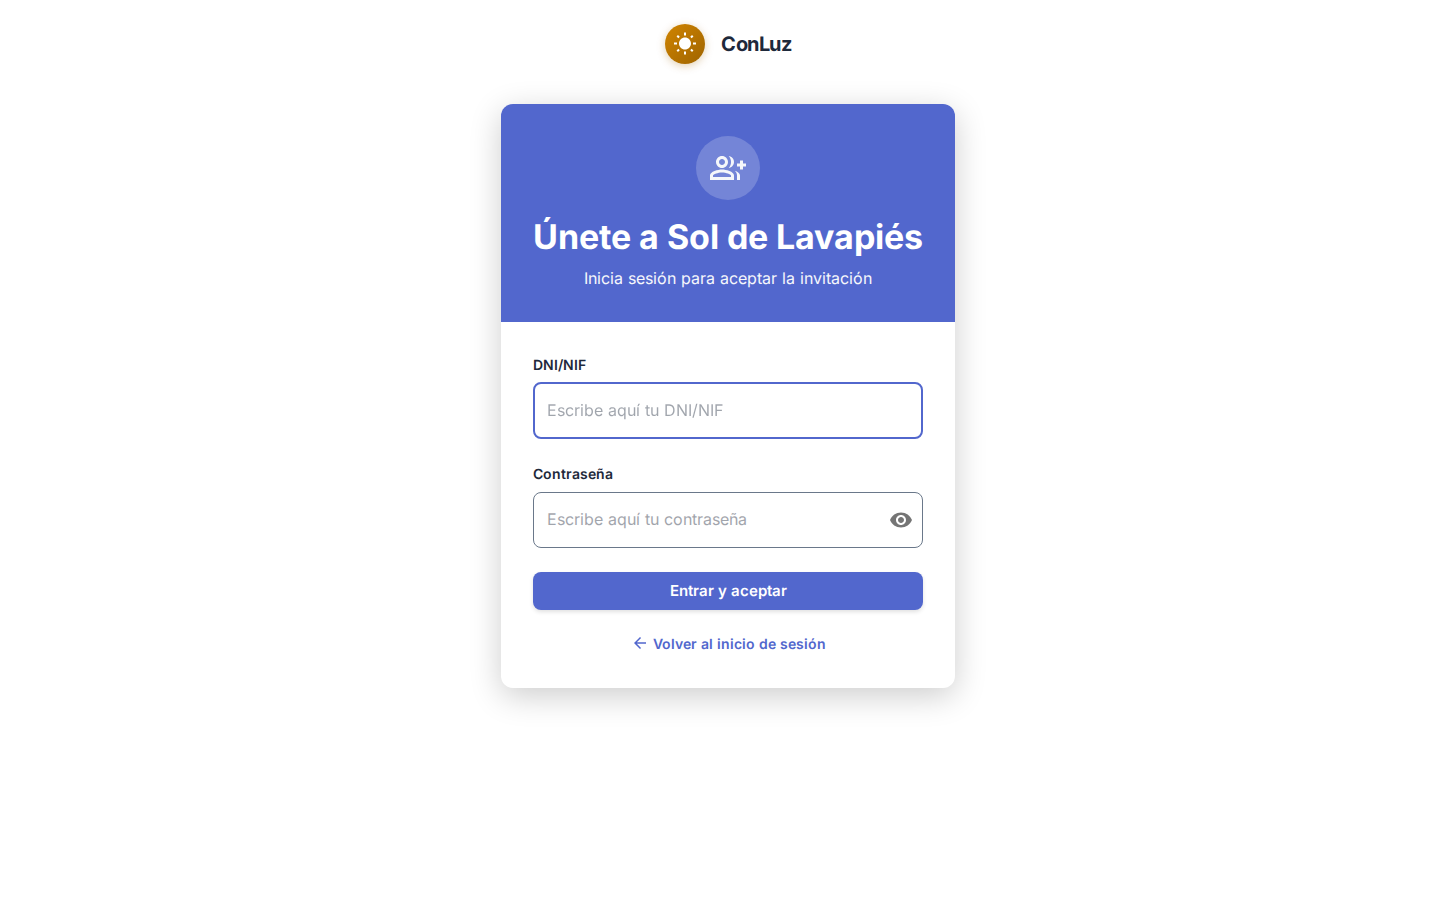 ConLuz
Únete a Sol de Lavapiés
Inicia sesión para aceptar la invitación
DNI/NIF
Escribe aquí tu DNI/NIF
Contraseña
Escribe aquí tu contraseña
Entrar y aceptar
Volver al inicio de sesión